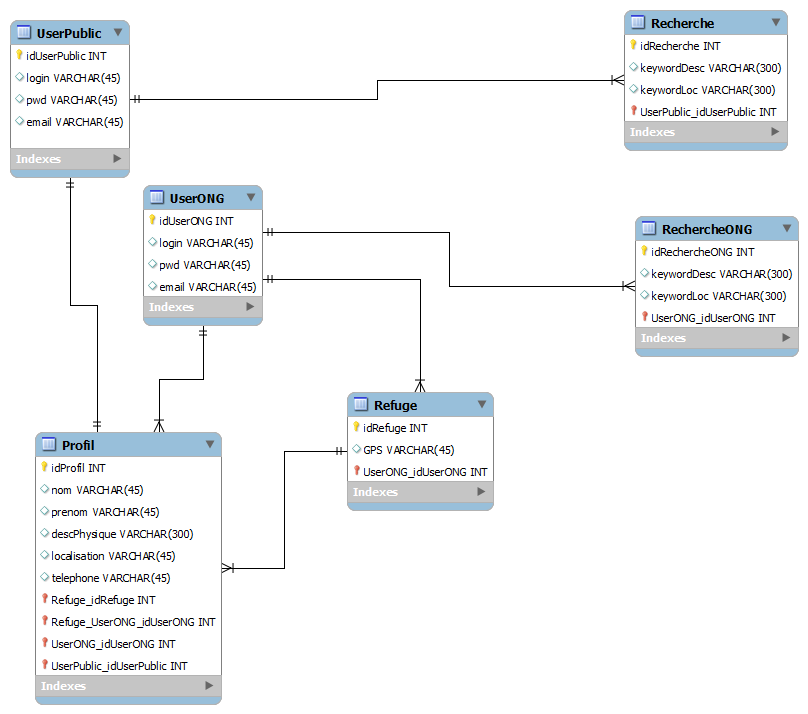 UserPublic
idUserPublic INT
login VARCHAR(45)
pwd VARCHAR(45)
email VARCHAR(45)
Indexes
Recherche
idRecherche INT
keywordDesc VARCHAR(300)
keywordLoc VARCHAR(300)
UserPublic_idUserPublic INT
Indexes
UserONG
idUserONG INT
login VARCHAR(45)
pwd VARCHAR(45)
email VARCHAR(45)
Indexes
RechercheONG
idRechercheONG INT
keywordDesc VARCHAR(300)
keywordLoc VARCHAR(300)
UserONG_idUserONG INT
Indexes
Refuge
idRefuge INT
GPS VARCHAR(45)
UserONG_idUserONG INT
Indexes
Profil
idProfil INT
nom VARCHAR(45)
prenom VARCHAR(45)
descPhysique VARCHAR(300)
localisation VARCHAR(45)
telephone VARCHAR(45)
Refuge_idRefuge INT
Refuge_UserONG_idUserONG INT
UserONG_idUserONG INT
UserPublic_idUserPublic INT
Indexes